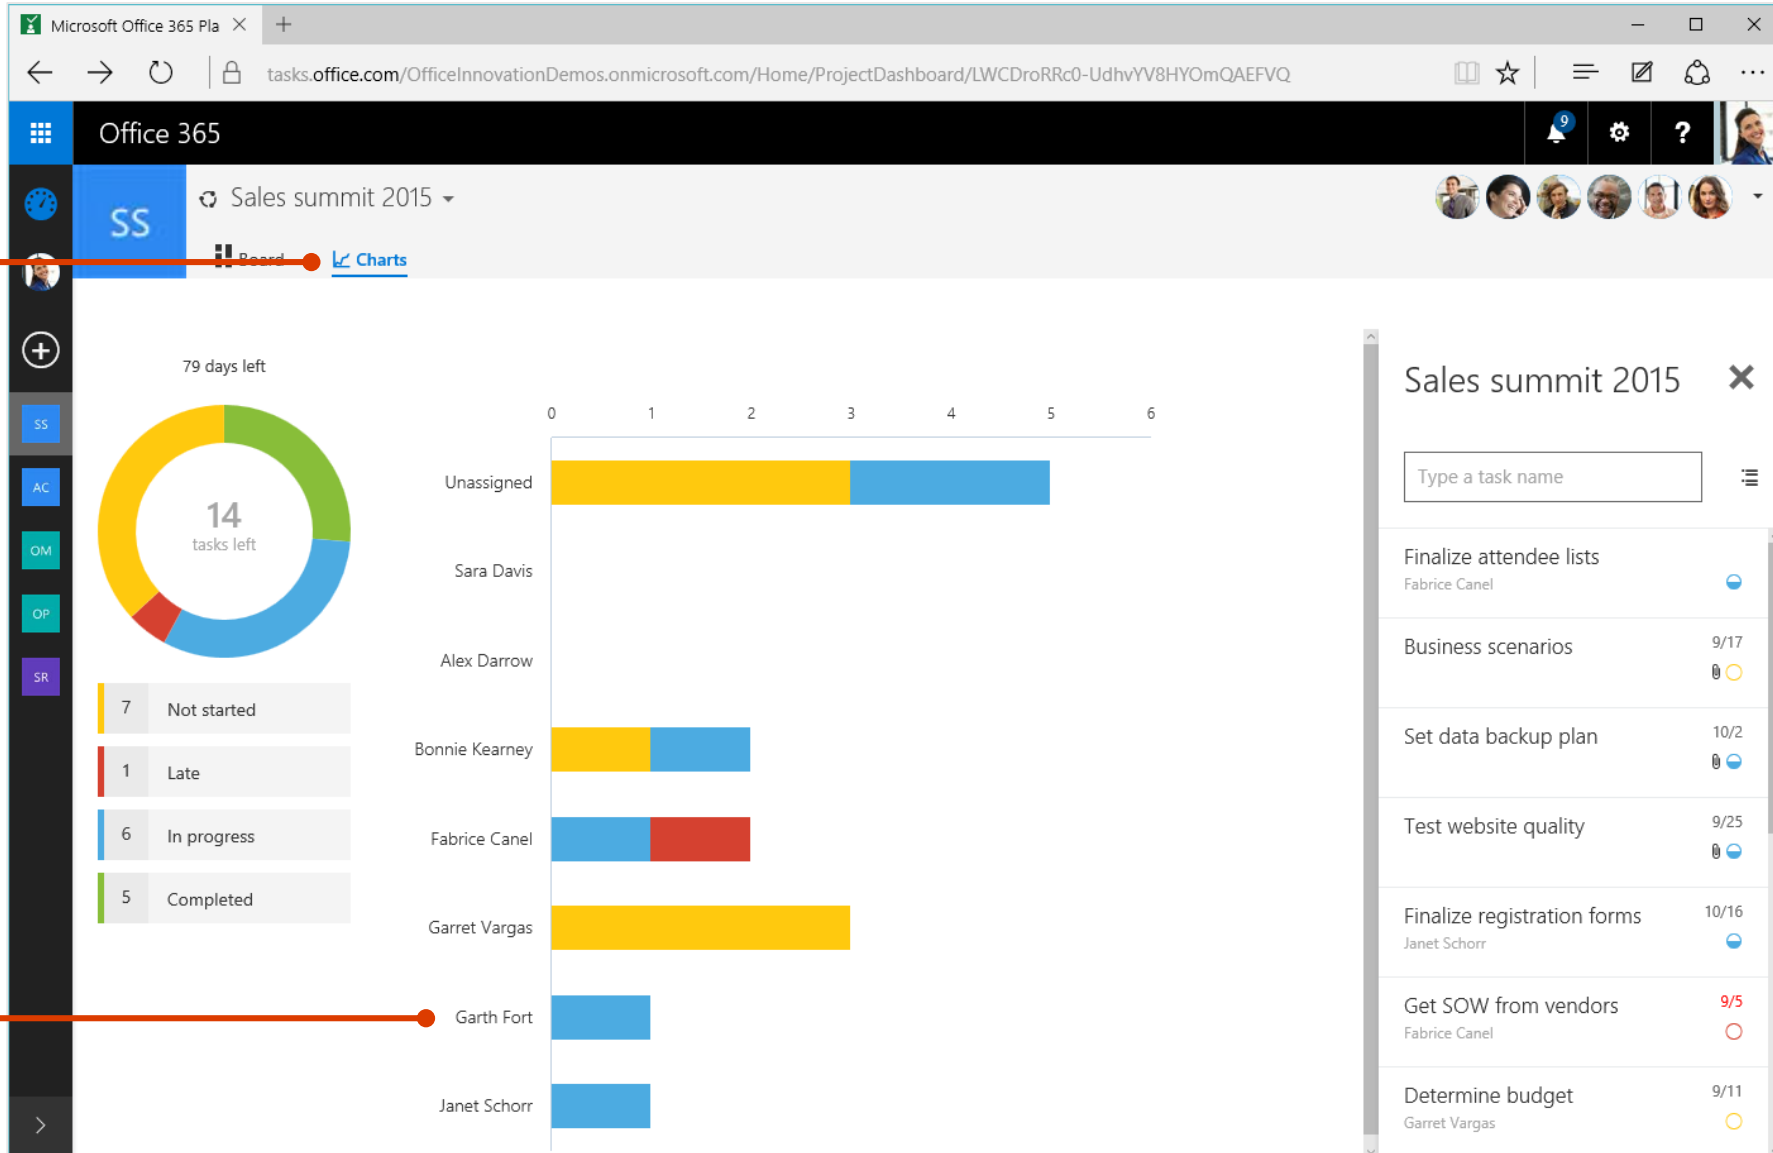 Microsoft Office 365 Pla
tasks.office.com/OfficeInnovationDemos.onmicrosoft.com/Home/ProjectDashboard/LWCDroRRc0-UdhvYV8HYOmQAEFVQ
Office 365
9
?
SS
Sales summit 2015
Board
Charts
SS
AC
OM
OP
SR
79 days left
14
tasks left
7 Not started
1 Late
6 In progress
5 Completed
0 1 2 3 4 5 6
Unassigned
Sara Davis
Alex Darrow
Bonnie Kearney
Fabrice Canel
Garret Vargas
Garth Fort
Janet Schorr
Sales summit 2015
Type a task name
Finalize attendee lists
Fabrice Canel
Business scenarios 9/17
Set data backup plan 10/2
Test website quality 9/25
Finalize registration forms 10/16
Janet Schorr
Get SOW from vendors 9/5
Fabrice Canel
Determine budget 9/11
Garret Vargas